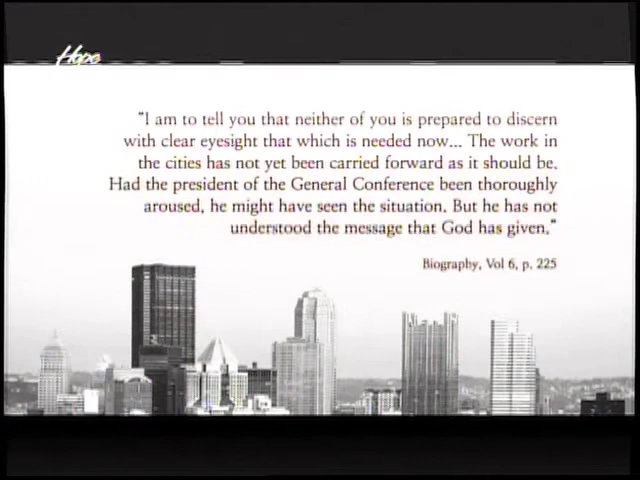 Hope
"I am to tell you that neither of you is prepared to discern
with clear eyesight that which is needed now... The work in
the cities has not yet been carried forward as it should be.
Had the president of the General Conference been thoroughly
aroused, he might have seen the situation. But he has not
understood the message that God has given."
Biography, Vol 6, p. 225